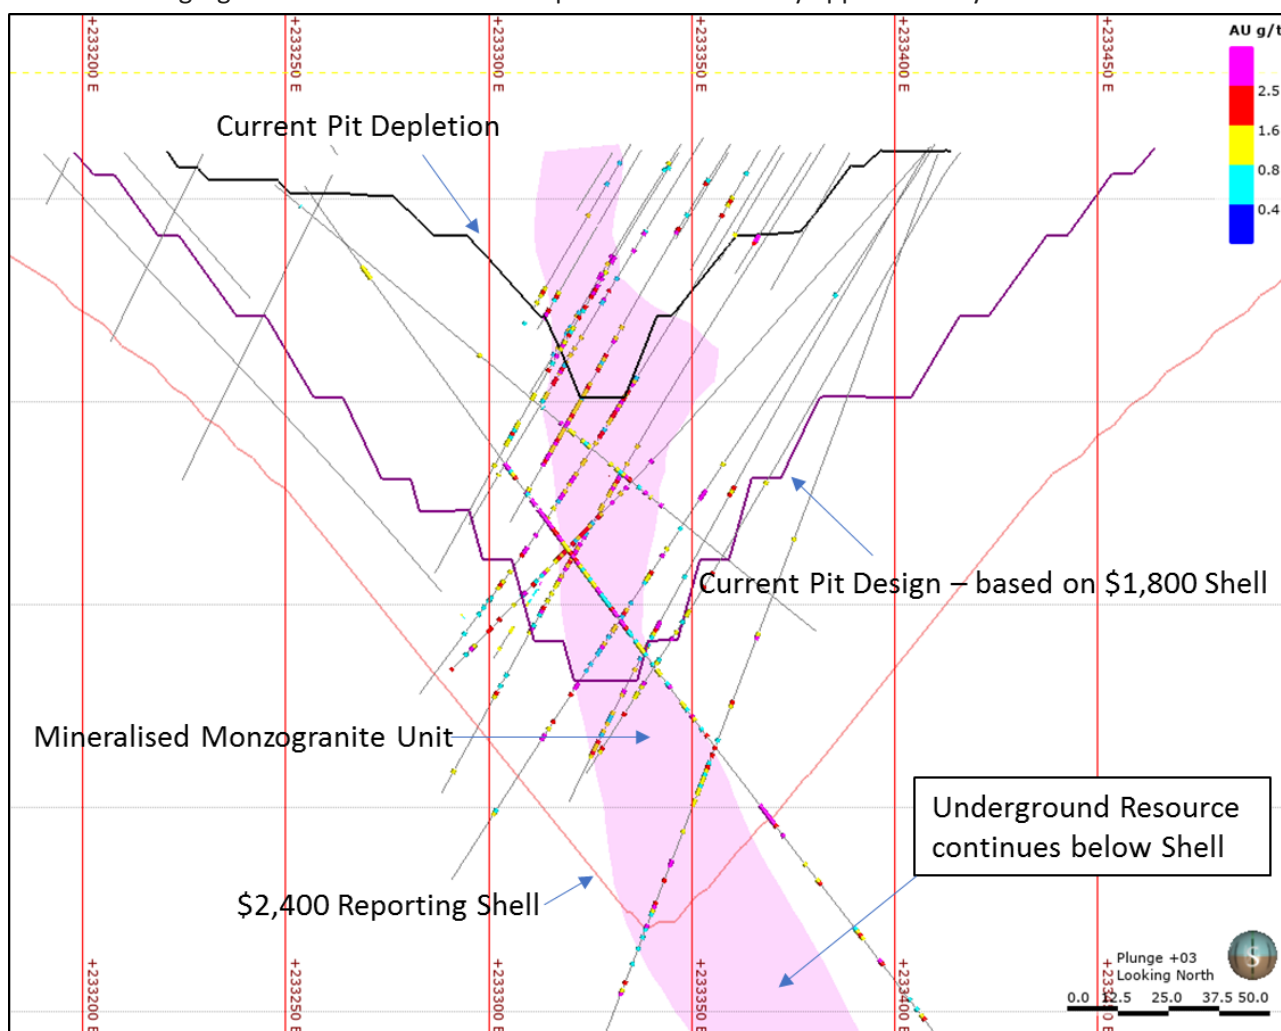 +233200 E
+233250 E
+233300 E
+233350 E
+233400 E
+233450 E
AU g/t
2.5
1.6
0.8
0.4
Current Pit Depletion
Current Pit Design – based on $1,800 Shell
Mineralised Monzogranite Unit
Underground Resource
continues below Shell
$2,400 Reporting Shell
Plunge +03
Looking North
S
0.0 12.5 25.0 37.5 50.0
+233200 E
+233250 E
+233300 E
+233350 E
+233400 E